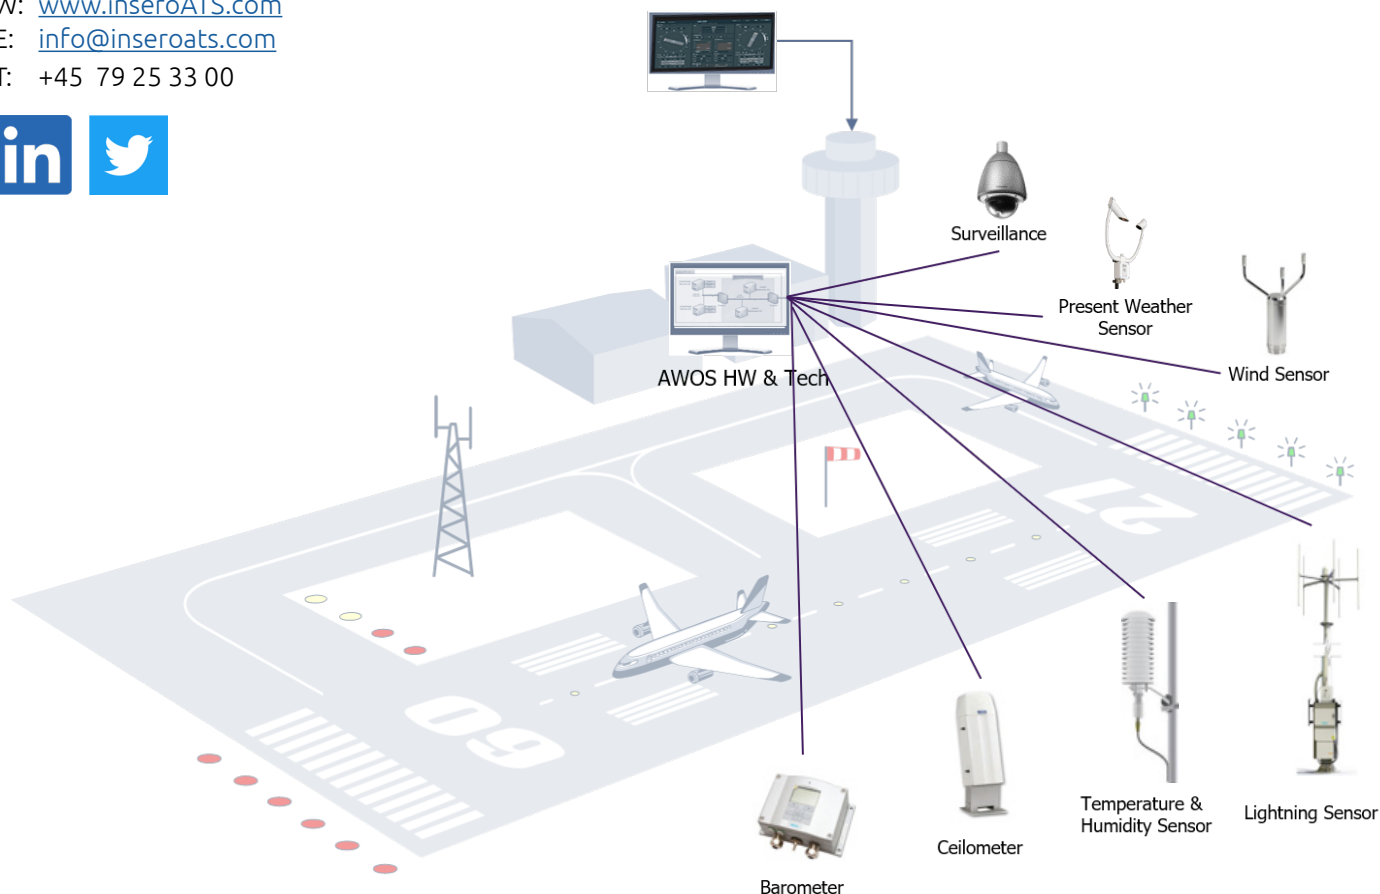 W: www.inseroATS.com
E: info@inseroats.com
T: +45 79 25 33 00
in
Surveillance
Present Weather
Sensor
Wind Sensor
AWOS HW & Tech
27
09
Temperature &
Humidity Sensor
Lightning Sensor
Ceilometer
Barometer